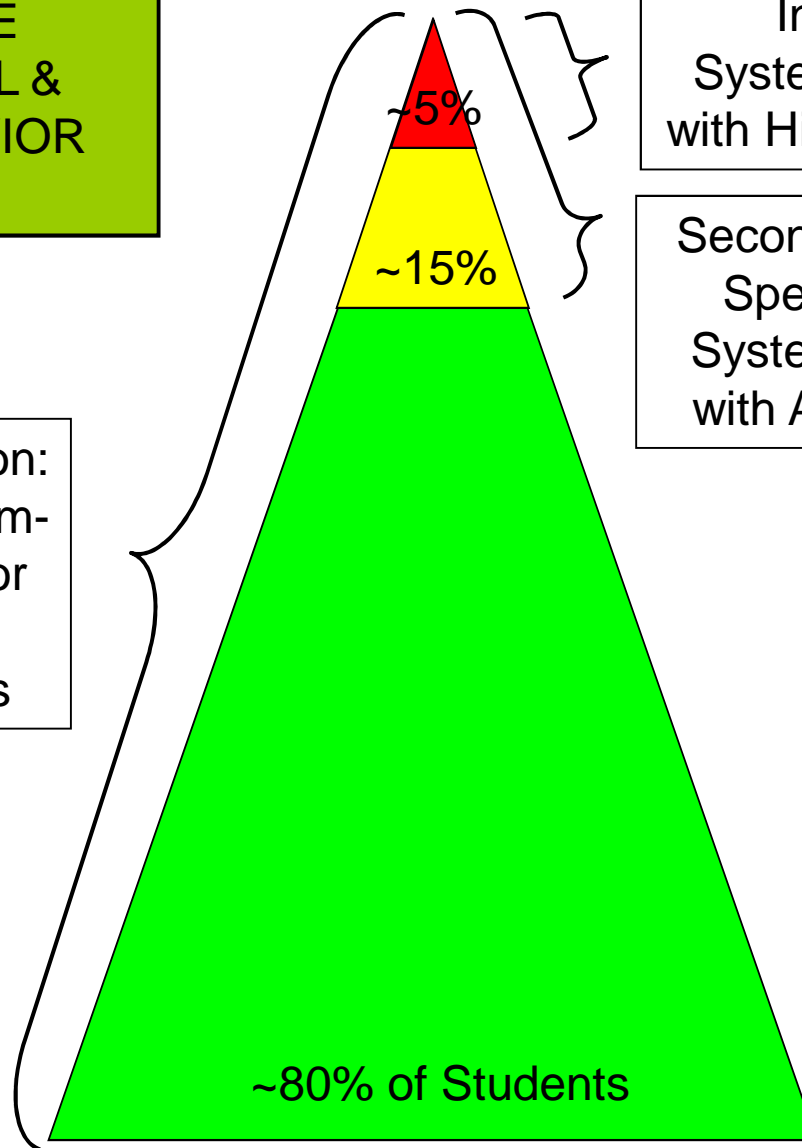 E
L &
IOR
~5%
In
Syste
with Hi
~15%
Secon
Spe
Syste
with A
on:
m-
or
s
~80% of Students